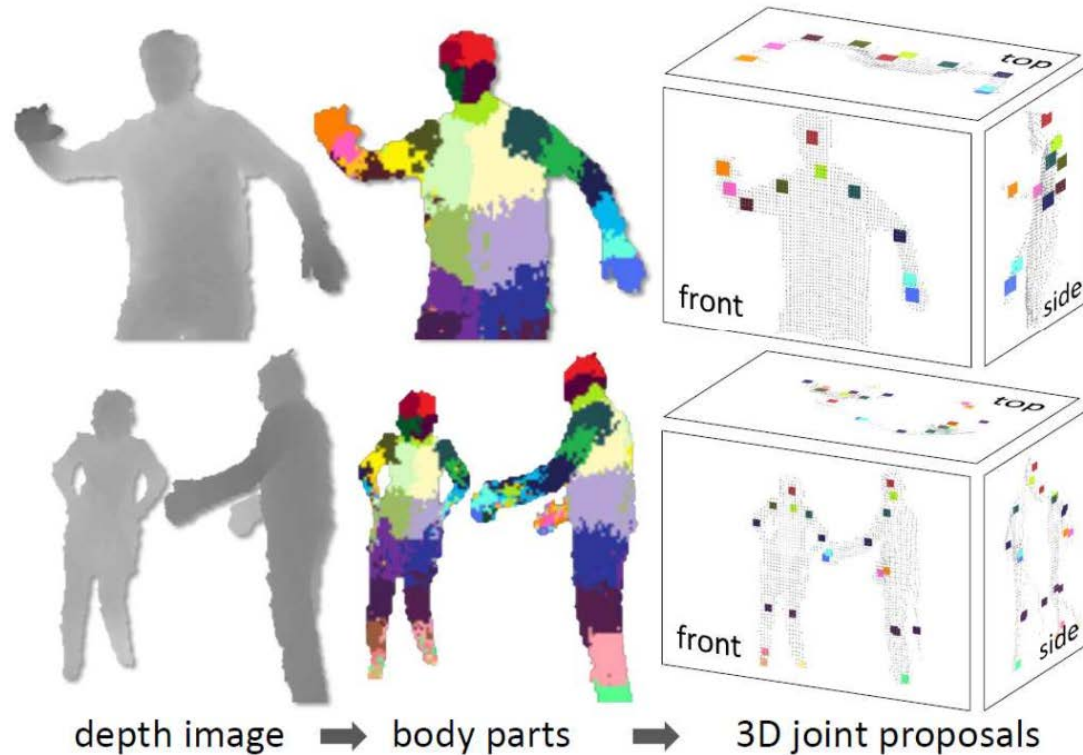 top
front
side
top
front
side
depth image
body parts
3D joint proposals